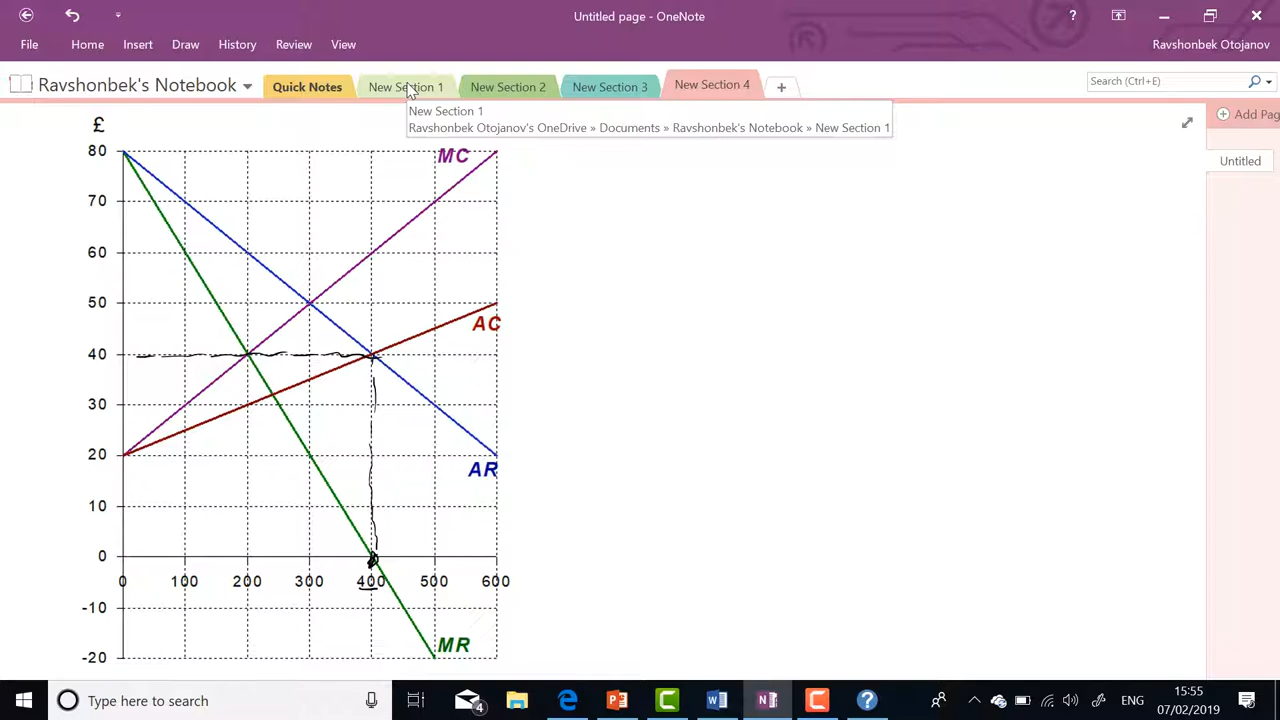 Untitled page - OneNote
?
File Home Insert Draw History Review View
Ravshonbek Otojanov
Ravshonbek's Notebook
Quick Notes
New Section 1
New Section 2
New Section 3
New Section 4
+
Search (Ctrl+E)
New Section 1
Ravshonbek Otojanov's OneDrive » Documents » Ravshonbek's Notebook » New Section 1
Add Pag
Untitled
£
80
70
60
50
40
30
20
10
0
-10
-20
MC
AC
AR
MR
0 100 200 300 400 500 600
Type here to search
4
ENG
15:55
07/02/2019